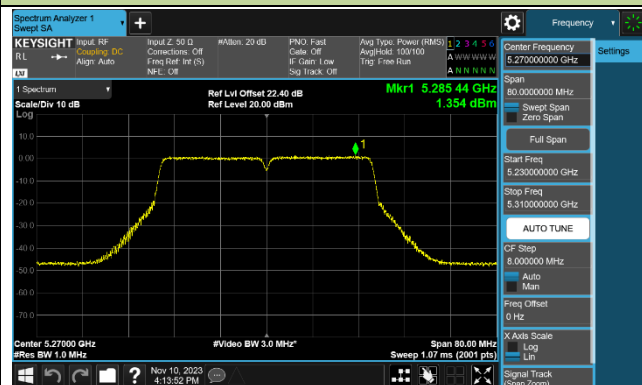 Spectrum Analyzer 1
Swept SA
+
Frequency
KEYSIGHT
Input: RF
Coupling: DC
Align: Auto
Input Z: 50 Ω
Corrections: Off
Freq Ref: Int (S)
NFE: Off
#Atten: 20 dB
PNO: Fast
Gate: Off
IF Gain: Low
Sig Track: Off
Avg Type: Power (RMS)
Avg|Hold: 100/100
Trig: Free Run
1 2 3 4 5 6
A W W W W W
A N N N N N
RL
LXI
1 Spectrum
Scale/Div 10 dB
Log
Ref Lvl Offset 22.40 dB
Ref Level 20.00 dBm
Mkr1 5.285 44 GHz
1.354 dBm
1
10.0
0.00
-10.0
-20.0
-30.0
-40.0
-50.0
-60.0
-70.0
Center 5.27000 GHz
#Res BW 1.0 MHz
#Video BW 3.0 MHz*
Span 80.00 MHz
Sweep 1.07 ms (2001 pts)
Nov 10, 2023
4:13:52 PM
Center Frequency
5.270000000 GHz
Settings
Span
80.0000000 MHz
Swept Span
Zero Span
Full Span
Start Freq
5.230000000 GHz
Stop Freq
5.310000000 GHz
AUTO TUNE
CF Step
8.000000 MHz
Auto
Man
Freq Offset
0 Hz
X Axis Scale
Log
Lin
Signal Track
(Span Zoom)